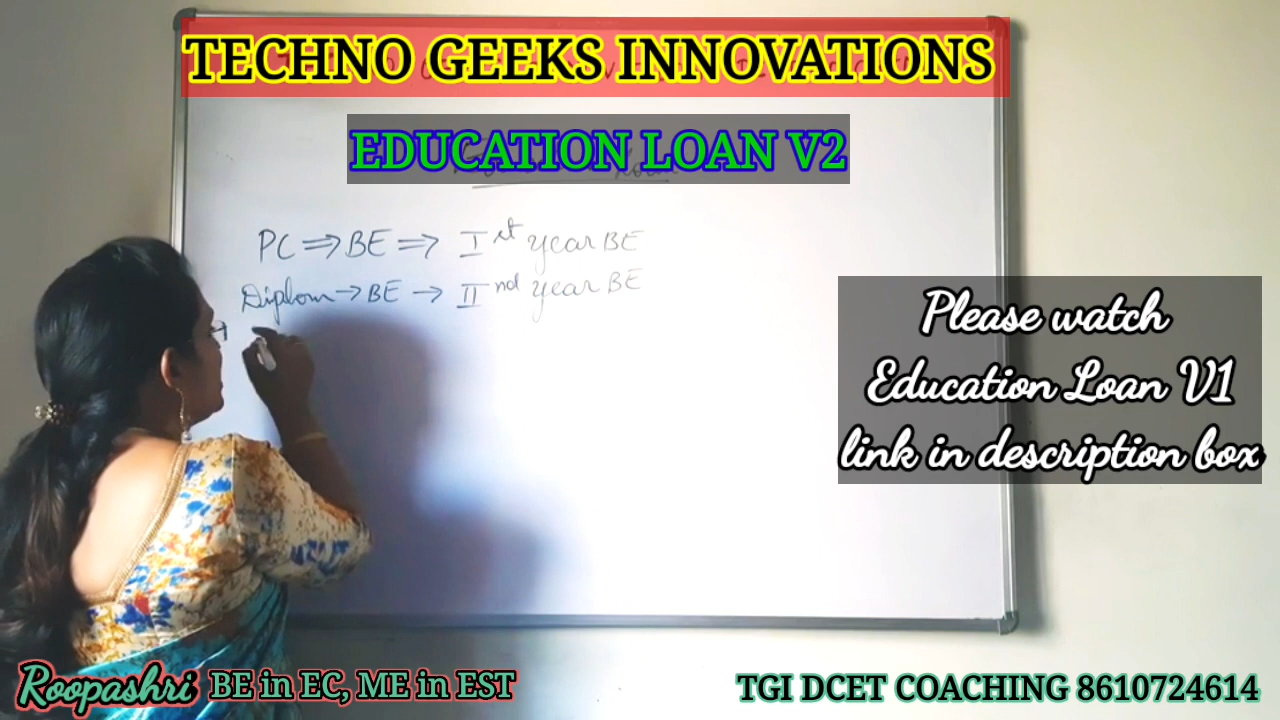 TECHNO GEEKS INNOVATIONS
EDUCATION LOAN V2
PC ⇒ BE ⇒ Ist year BE
Diplom → BE → IInd year BE
Please watch
Education Loan V1
link in description box
Roopashri BE in EC, ME in EST
TGI DCET COACHING 8610724614